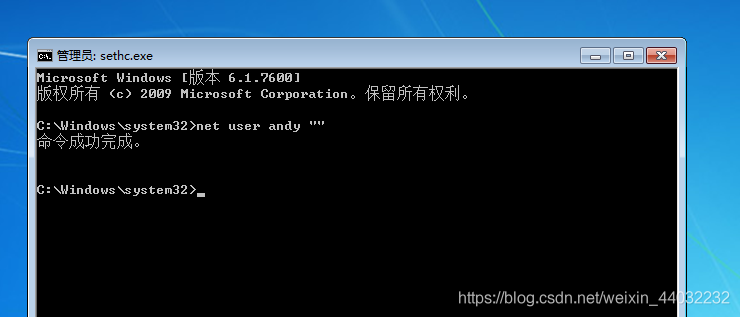 管理员: sethc.exe
Microsoft Windows [版本 6.1.7600]
版权所有 (c) 2009 Microsoft Corporation。保留所有权利。
C:\Windows\system32>net user andy ""
命令成功完成。
C:\Windows\system32>
https://blog.csdn.net/weixin_44032232